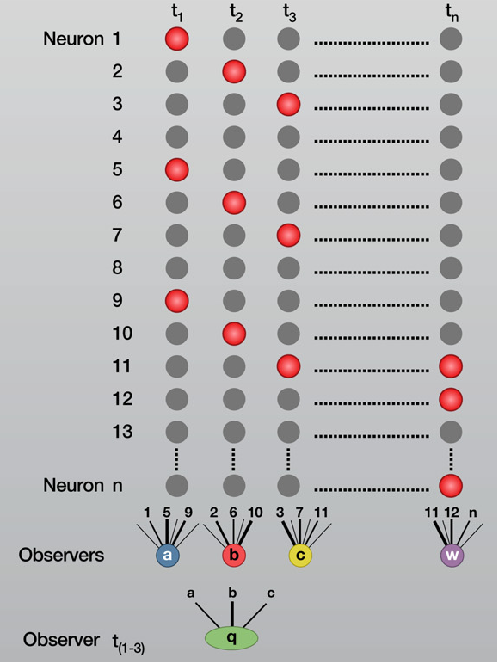 t1 t2 t3 tn
Neuron 1
2
3
4
5
6
7
8
9
10
11
12
13
Neuron n
1 5 9 2 6 10 3 7 11 11 12 n
Observers a b c w
a b c
Observer t(1-3) q